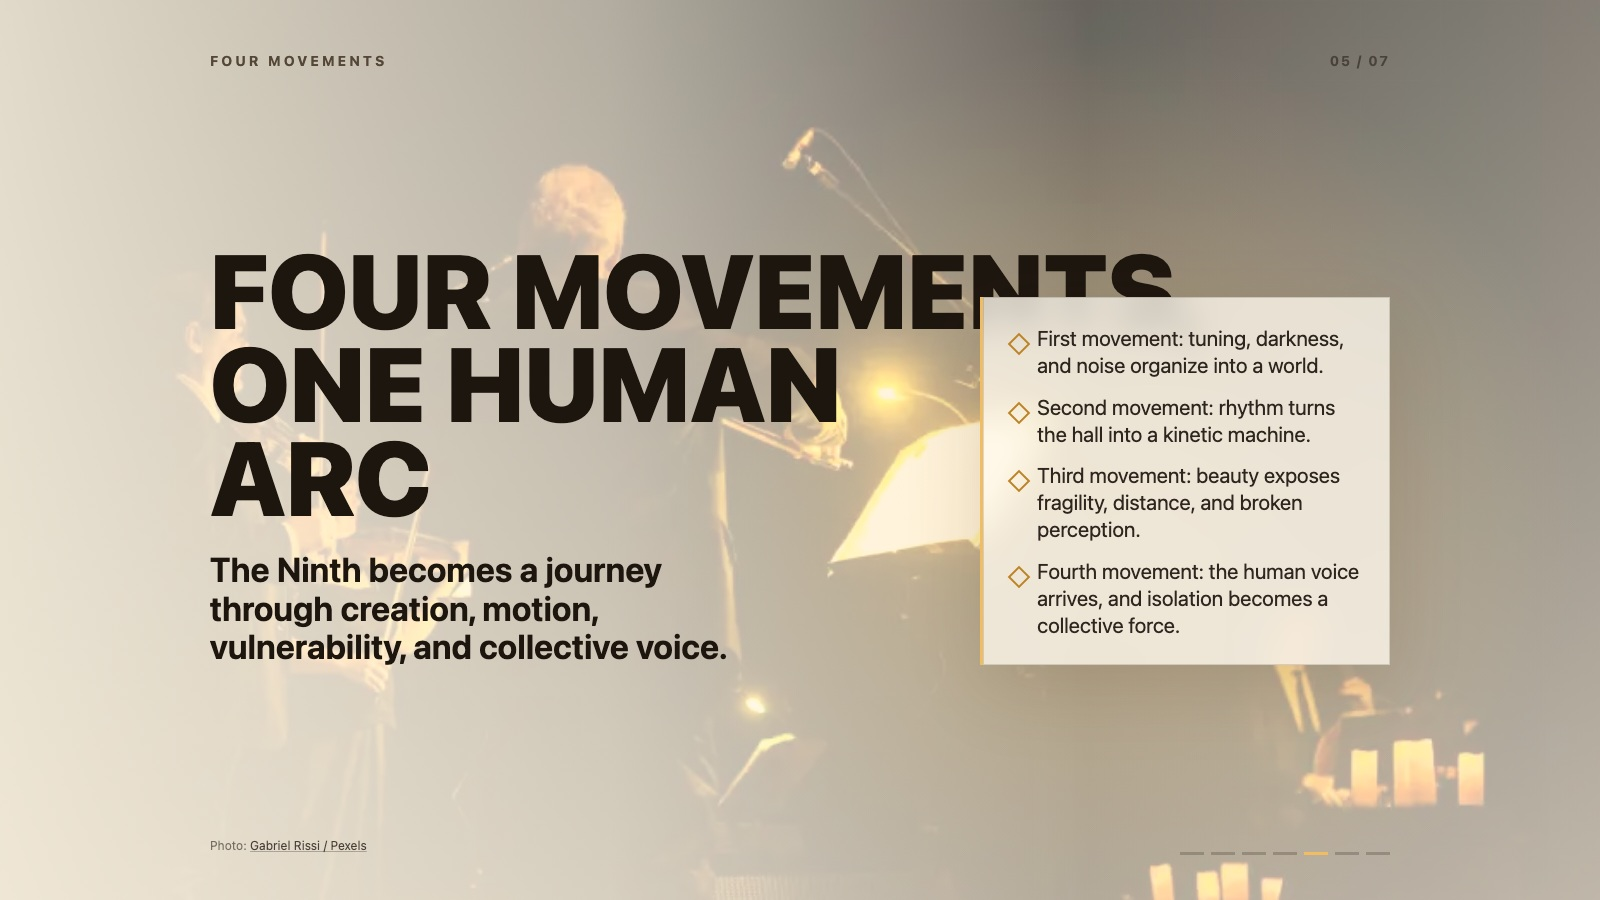 FOUR MOVEMENTS
05 / 07
FOUR MOVEMENTS
ONE HUMAN
ARC
The Ninth becomes a journey
through creation, motion,
vulnerability, and collective voice.
First movement: tuning, darkness,
and noise organize into a world.
Second movement: rhythm turns
the hall into a kinetic machine.
Third movement: beauty exposes
fragility, distance, and broken
perception.
Fourth movement: the human voice
arrives, and isolation becomes a
collective force.
Photo: Gabriel Rissi / Pexels